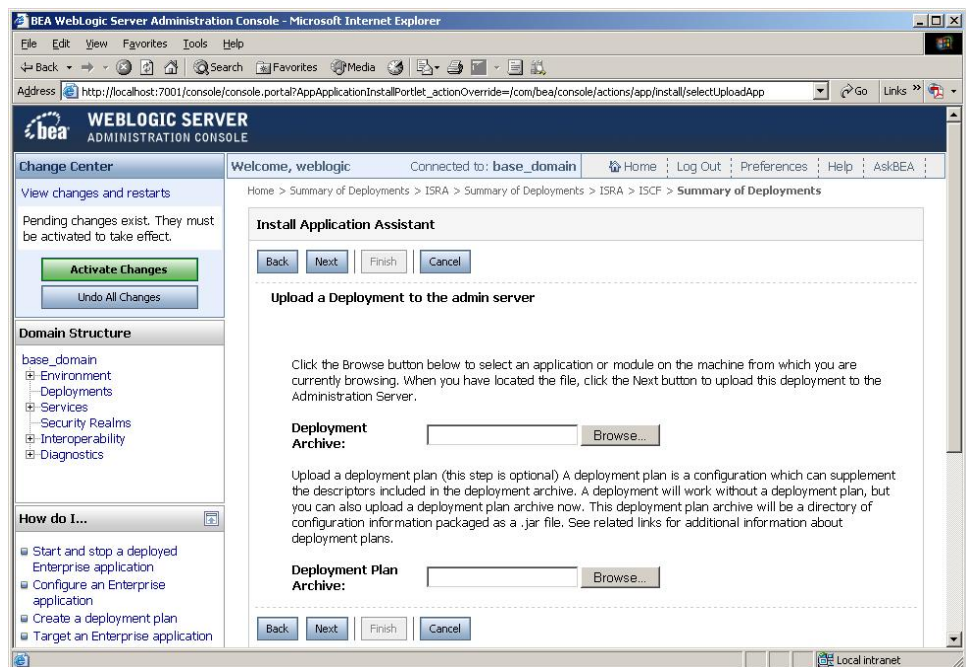 BEA WebLogic Server Administration Console - Microsoft Internet Explorer
File Edit View Favorites Tools Help
Back Search Favorites Media
Address http://localhost:7001/console/console.portal?AppApplicationInstallPortlet_actionOverride=/com/bea/console/actions/app/install/selectUploadApp Go Links »
bea WEBLOGIC SERVER
ADMINISTRATION CONSOLE
Change Center
View changes and restarts
Pending changes exist. They must
be activated to take effect.
Activate Changes
Undo All Changes
Domain Structure
base_domain
Environment
Deployments
Services
Security Realms
Interoperability
Diagnostics
How do I...
Start and stop a deployed
Enterprise application
Configure an Enterprise
application
Create a deployment plan
Target an Enterprise application
Welcome, weblogic Connected to: base_domain Home Log Out Preferences Help AskBEA
Home > Summary of Deployments > ISRA > Summary of Deployments > ISRA > ISCF > Summary of Deployments
Install Application Assistant
Back Next Finish Cancel
Upload a Deployment to the admin server
Click the Browse button below to select an application or module on the machine from which you are
currently browsing. When you have located the file, click the Next button to upload this deployment to the
Administration Server.
Deployment
Archive:
Browse...
Upload a deployment plan (this step is optional) A deployment plan is a configuration which can supplement
the descriptors included in the deployment archive. A deployment will work without a deployment plan, but
you can also upload a deployment plan archive now. This deployment plan archive will be a directory of
configuration information packaged as a .jar file. See related links for additional information about
deployment plans.
Deployment Plan
Archive:
Browse...
Back Next Finish Cancel
Local intranet